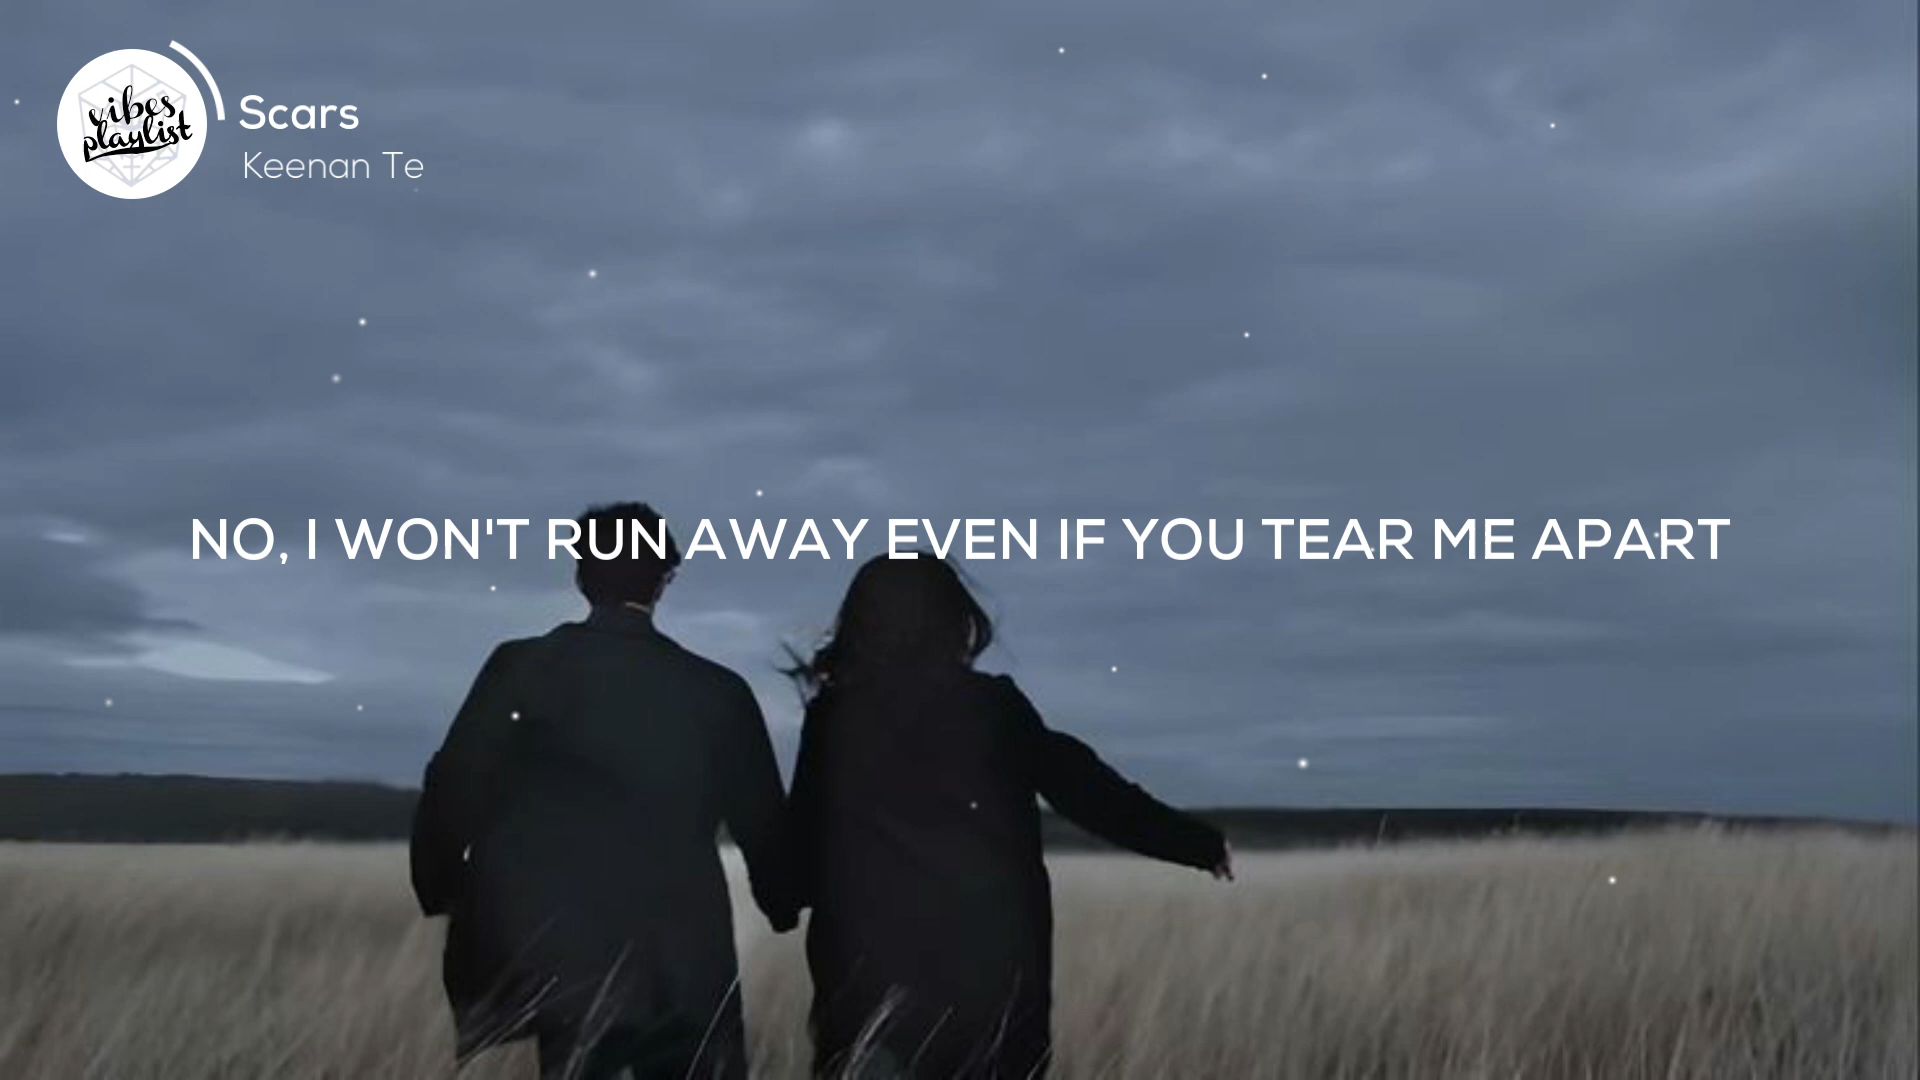 vibes
playlist
Scars
Keenan Te
NO, I WON'T RUN AWAY EVEN IF YOU TEAR ME APART